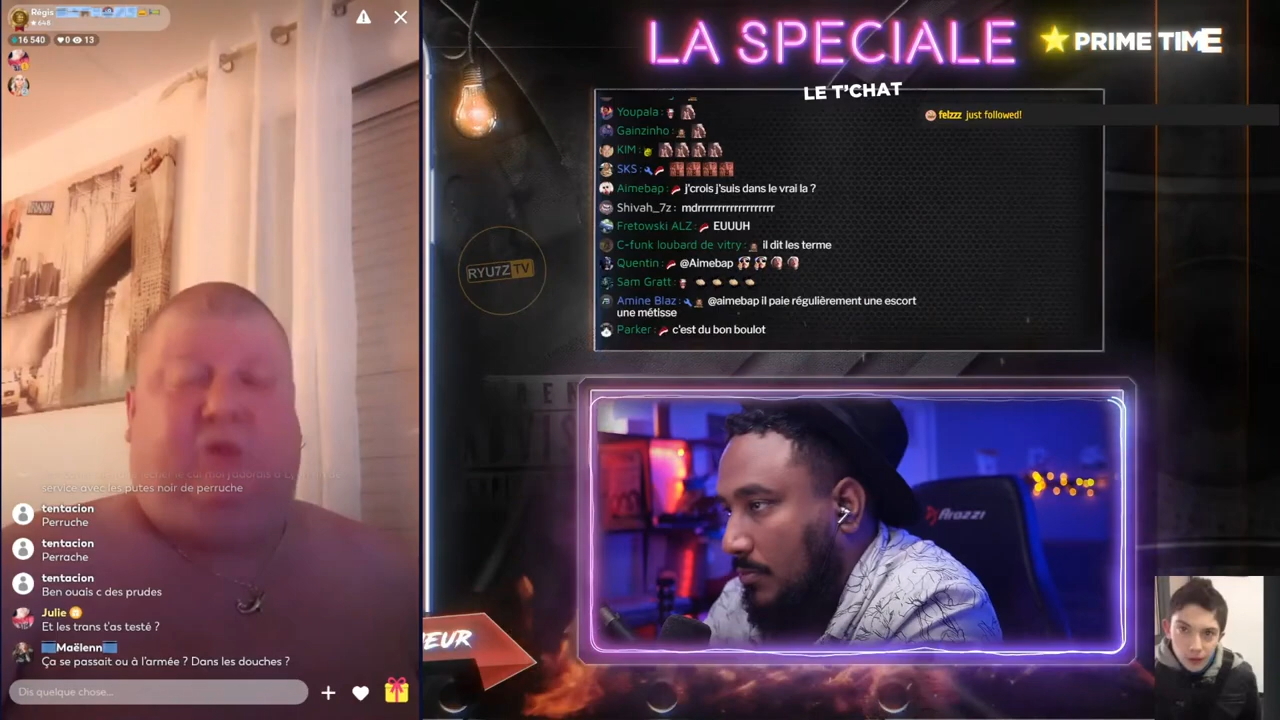 Régis
648
16 540
0 13
service avec les putes noir de perruche
tentacion
Perruche
tentacion
Perrache
tentacion
Ben ouais c des prudes
Julie
Et les trans t'as testé ?
Maëlenn
Ça se passait ou à l'armée ? Dans les douches ?
Dis quelque chose...
LA SPECIALE
PRIME TIME
LE T'CHAT
felzzz just followed!
Youpala :
Gainzinho :
KIM :
SKS :
Aimebap : j'crois j'suis dans le vrai la ?
Shivah_7z : mdrrrrrrrrrrrrrrrrrrr
Fretowski ALZ : EUUUH
C-funk loubard de vitry : il dit les terme
Quentin : @Aimebap
Sam Gratt :
Amine Blaz : @aimebap il paie régulièrement une escort
une métisse
Parker : c'est du bon boulot
RYU7Z TV
Arozzi
EUR